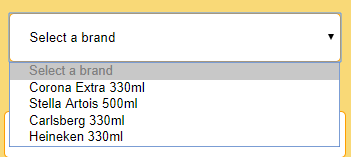 Select a brand
Select a brand
Corona Extra 330ml
Stella Artois 500ml
Carlsberg 330ml
Heineken 330ml